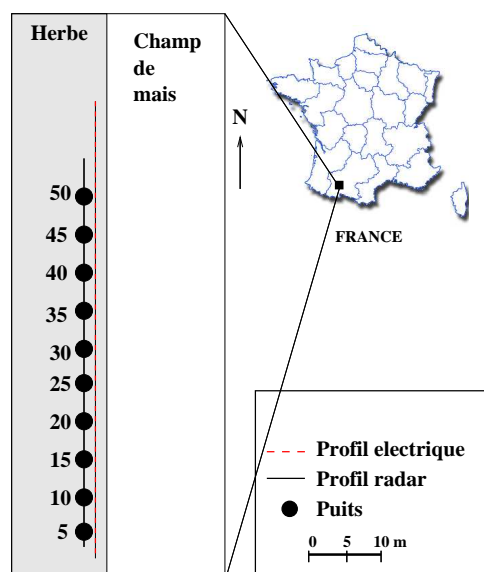 Herbe
Champ
de
mais
N
FRANCE
50
45
40
35
30
25
20
15
10
5
Profil electrique
Profil radar
Puits
0 5 10 m